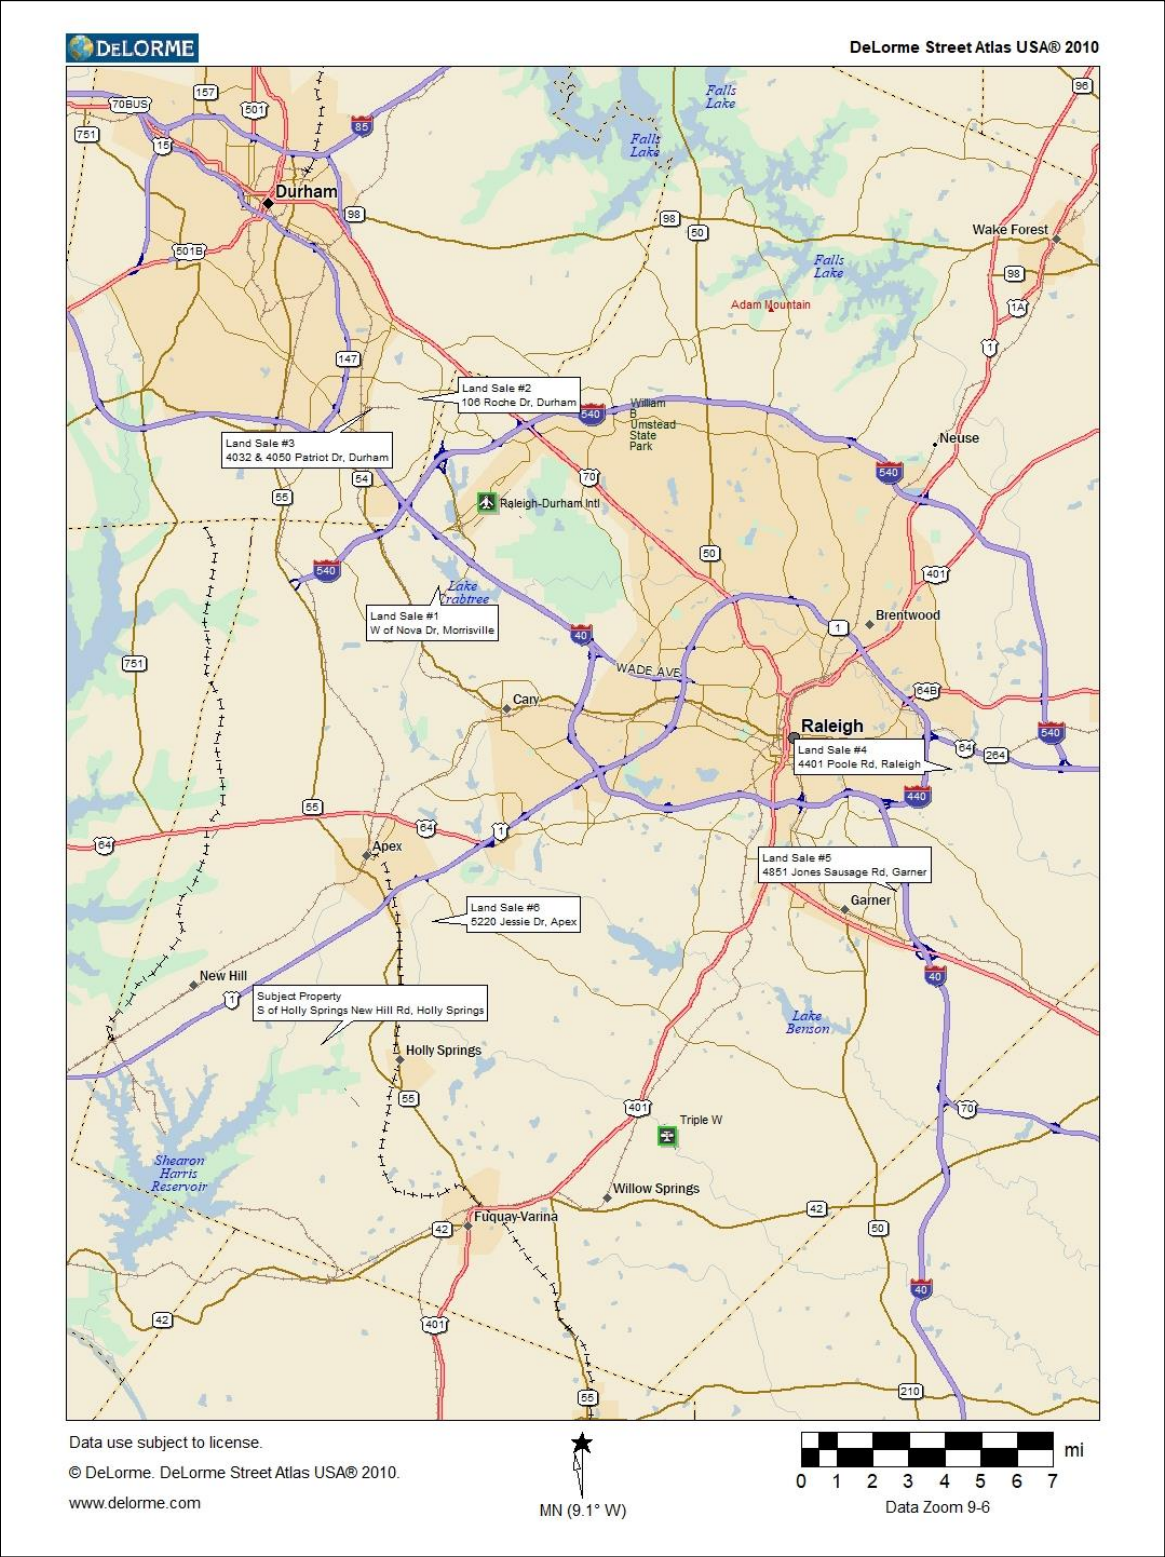 DELORME
DeLorme Street Atlas USA® 2010
Falls
Lake
96
157
70BUS
501
85
751
15
Falls
Lake
Durham
98
98
50
Wake Forest
501B
Falls
Lake
98
Adam Mountain
1A
1
147
Land Sale #2
106 Roche Dr, Durham
540
William
B
Umstead
State
Park
Land Sale #3
4032 & 4050 Patriot Dr, Durham
Neuse
540
54
70
55
Raleigh-Durham Intl
50
540
401
Lake
Crabtree
Land Sale #1
W of Nova Dr, Morrisville
Brentwood
1
40
751
WADE AVE
64B
Cary
Raleigh
540
Land Sale #4
4401 Poole Rd, Raleigh
64
264
440
55
64
1
64
Apex
Land Sale #5
4851 Jones Sausage Rd, Garner
Garner
Land Sale #6
5220 Jessie Dr, Apex
New Hill
40
1
Subject Property
S of Holly Springs New Hill Rd, Holly Springs
Lake
Benson
Holly Springs
55
401
70
Triple W
Shearon
Harris
Reservoir
Willow Springs
42
Fuquay-Varina
42
50
40
42
401
210
55
Data use subject to license.
© DeLorme. DeLorme Street Atlas USA® 2010.
www.delorme.com
MN (9.1° W)
mi
0 1 2 3 4 5 6 7
Data Zoom 9-6